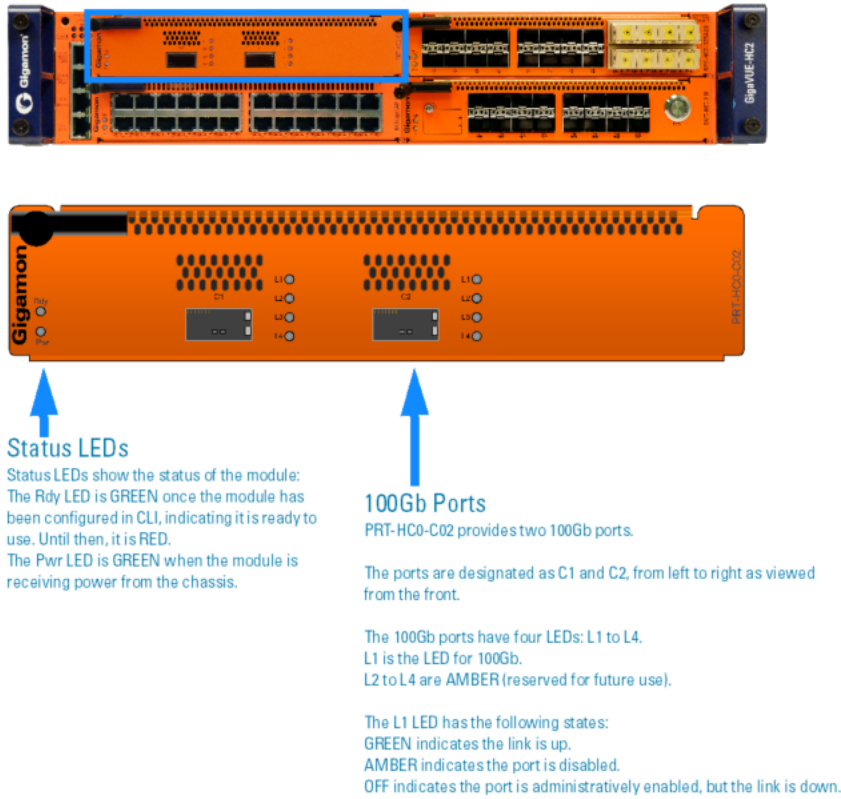 Gigamon
GigaVUE-HC2
Gigamon
Rdy
Pwr
C1
L1
L2
L3
L4
C2
L1
L2
L3
L4
PRT-HC0-C02
Status LEDs
Status LEDs show the status of the module:
The Rdy LED is GREEN once the module has
been configured in CLI, indicating it is ready to
use. Until then, it is RED.
The Pwr LED is GREEN when the module is
receiving power from the chassis.
100Gb Ports
PRT-HC0-C02 provides two 100Gb ports.
The ports are designated as C1 and C2, from left to right as viewed
from the front.
The 100Gb ports have four LEDs: L1 to L4.
L1 is the LED for 100Gb.
L2 to L4 are AMBER (reserved for future use).
The L1 LED has the following states:
GREEN indicates the link is up.
AMBER indicates the port is disabled.
OFF indicates the port is administratively enabled, but the link is down.